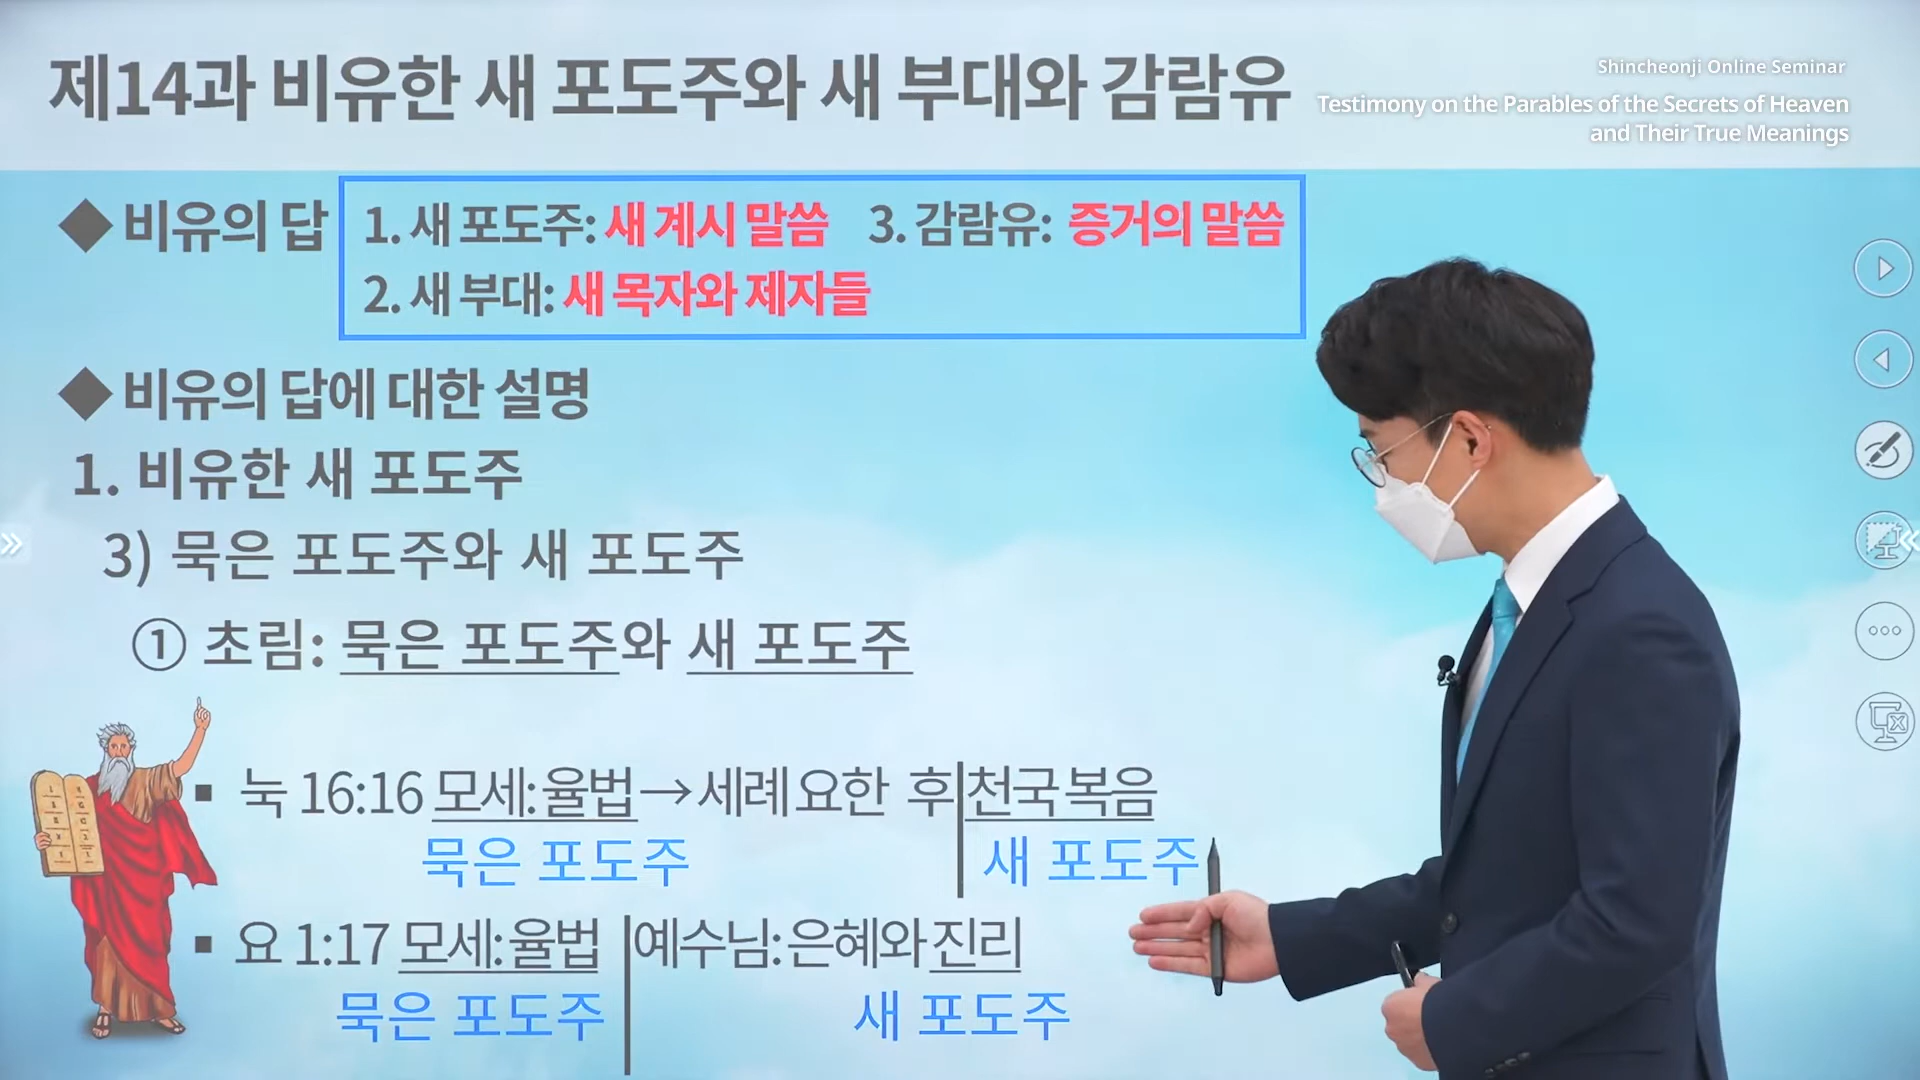 제14과 비유한 새 포도주와 새 부대와 감람유
Shincheonji Online Seminar
Testimony on the Parables of the Secrets of Heaven
and Their True Meanings
◆ 비유의 답
1. 새 포도주: 새 계시 말씀 3. 감람유: 증거의 말씀
2. 새 부대: 새 목자와 제자들
◆ 비유의 답에 대한 설명
1. 비유한 새 포도주
3) 묵은 포도주와 새 포도주
① 초림: 묵은 포도주와 새 포도주
▪ 눅 16:16 모세: 율법→세례 요한 후 천국 복음
묵은 포도주 새 포도주
▪ 요 1:17 모세: 율법 예수님: 은혜와 진리
묵은 포도주 새 포도주